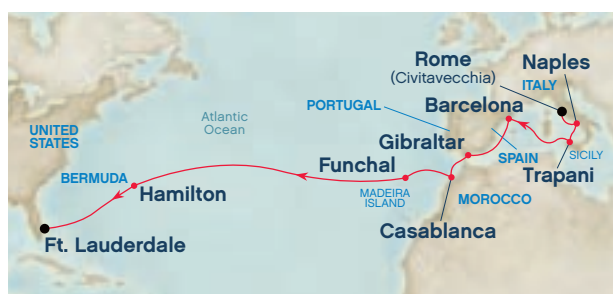 Rome
(Civitavecchia)
Naples
ITALY
PORTUGAL
Barcelona
Atlantic
Ocean
UNITED
STATES
Gibraltar
SPAIN
SICILY
Funchal
Trapani
BERMUDA
Hamilton
MADEIRA
ISLAND
MOROCCO
Casablanca
Ft. Lauderdale